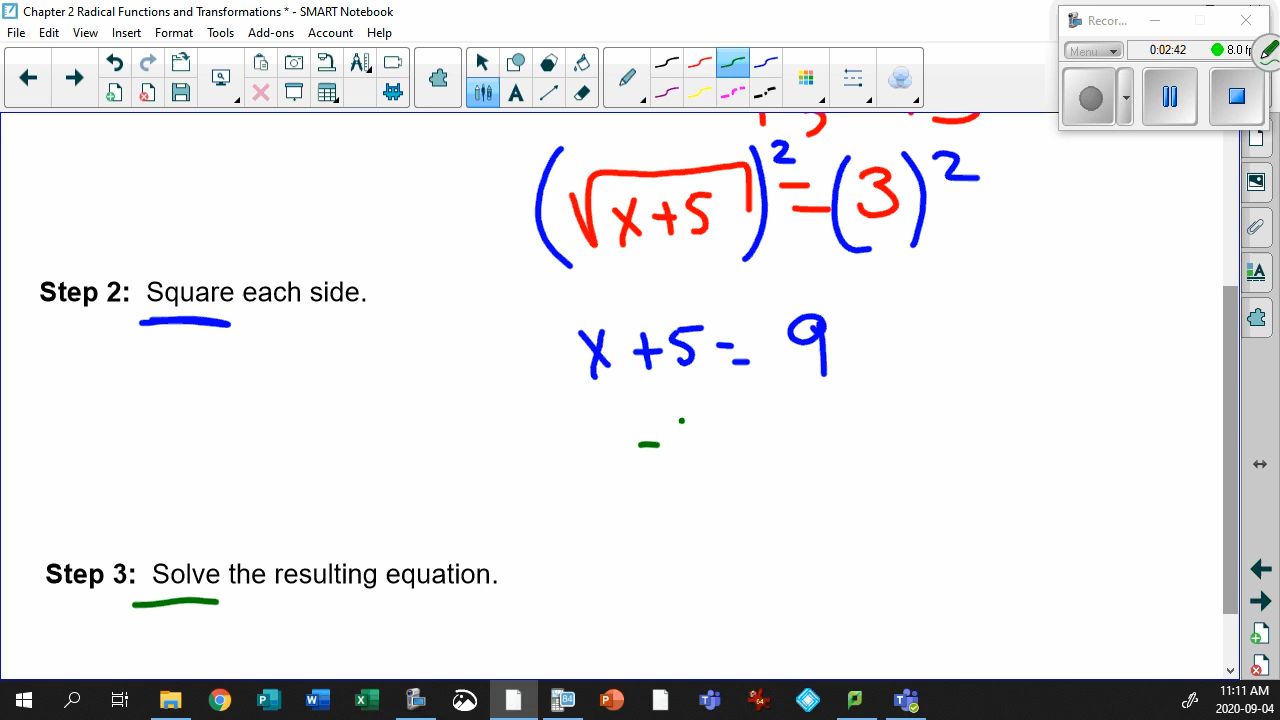 Chapter 2 Radical Functions and Transformations * - SMART Notebook
File Edit View Insert Format Tools Add-ons Account Help
Recor...
Menu 0:02:42 8.0 fp
(√x+5)² = (3)²
Step 2: Square each side.
x + 5 = 9
-
Step 3: Solve the resulting equation.
11:11 AM
2020-09-04